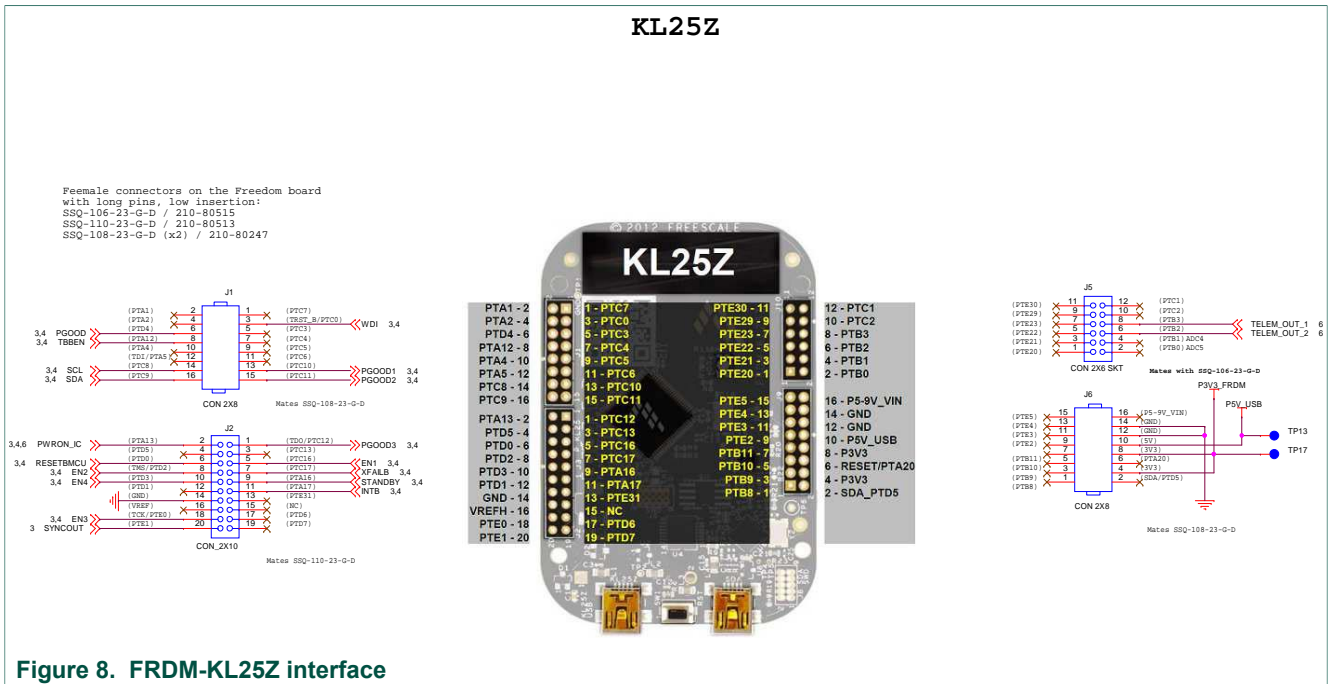 KL25Z
Feemale connectors on the Freedom board
with long pins, low insertion:
SSQ-106-23-G-D / 210-80515
SSQ-110-23-G-D / 210-80513
SSQ-108-23-G-D (x2) / 210-80247
J1
(PTA1) 2 1 (PTC7)
(PTA2) 4 3 (TRST_B/PTC0) WDI 3,4
3,4 PGOOD (PTD4) 6 5 (PTC3)
3,4 TBBEN (PTA12) 8 7 (PTC4)
(PTA4) 10 9 (PTC5)
(TDI/PTA5) 12 11 (PTC6)
3,4 SCL (PTC8) 14 13 (PTC10) PGOOD1 3,4
3,4 SDA (PTC9) 16 15 (PTC11) PGOOD2 3,4
CON 2X8
Mates SSQ-108-23-G-D
J2
3,4,6 PWRON_IC (PTA13) 2 1 (TDO/PTC12) PGOOD3 3,4
(PTD5) 4 3 (PTC13)
3,4 RESETBMCU (PTD0) 6 5 (PTC16) EN1 3,4
3,4 EN2 (TMS/PTD2) 8 7 (PTC17) XFAILB 3,4
3,4 EN4 (PTD3) 10 9 (PTA16) STANDBY 3,4
(PTD1) 12 11 (PTA17) INTB 3,4
(GND) 14 13 (PTE31)
(VREF) 16 15 (NC)
3,4 EN3 (TCK/PTE0) 18 17 (PTD6)
3 SYNCOUT (PTE1) 20 19 (PTD7)
CON_2X10
Mates SSQ-110-23-G-D
© 2012 FREESCALE
KL25Z
PTA1 - 2 1 - PTC7 PTE30 - 11 12 - PTC1
PTA2 - 4 3 - PTC0 PTE29 - 9 10 - PTC2
PTD4 - 6 5 - PTC3 PTE23 - 7 8 - PTB3
PTA12 - 8 7 - PTC4 PTE22 - 5 6 - PTB2
PTA4 - 10 9 - PTC5 PTE21 - 3 4 - PTB1
PTA5 - 12 11 - PTC6 PTE20 - 1 2 - PTB0
PTC8 - 14 13 - PTC10
PTC9 - 16 15 - PTC11 PTE5 - 15 16 - P5-9V_VIN
PTA13 - 2 1 - PTC12 PTE4 - 13 14 - GND
PTD5 - 4 3 - PTC13 PTE3 - 11 12 - GND
PTD0 - 6 5 - PTC16 PTE2 - 9 10 - P5V_USB
PTD2 - 8 7 - PTC17 PTB11 - 7 8 - P3V3
PTD3 - 10 9 - PTA16 PTB10 - 5 6 - RESET/PTA20
PTD1 - 12 11 - PTA17 PTB9 - 3 4 - P3V3
GND - 14 13 - PTE31 PTB8 - 1 2 - SDA_PTD5
VREFH - 16 15 - NC
PTE0 - 18 17 - PTD6
PTE1 - 20 19 - PTD7
J5
(PTE30) 11 12 (PTC1)
(PTE29) 9 10 (PTC2)
(PTE23) 7 8 (PTB3) TELEM_OUT_1 6
(PTE22) 5 6 (PTB2) TELEM_OUT_2 6
(PTE21) 3 4 (PTB1)ADC4
(PTE20) 1 2 (PTB0)ADC5
CON 2X6 SKT
Mates with SSQ-106-23-G-D
P3V3_FRDM
J6
P5V_USB
(PTE5) 15 16 (P5-9V_VIN)
(PTE4) 13 14 (GND)
(PTE3) 11 12 (GND)
(PTE2) 9 10 (5V) TP13
(PTB11) 7 8 (3V3) TP17
(PTB10) 5 6 (PTA20)
(PTB9) 3 4 (3V3)
(PTB8) 1 2 (SDA/PTD5)
CON 2X8
Mates SSQ-108-23-G-D
Figure 8. FRDM-KL25Z interface